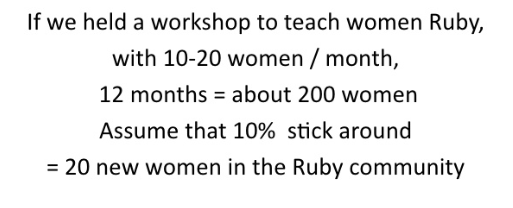 If we held a workshop to teach women Ruby,
with 10-20 women / month,
12 months = about 200 women
Assume that 10% stick around
= 20 new women in the Ruby community